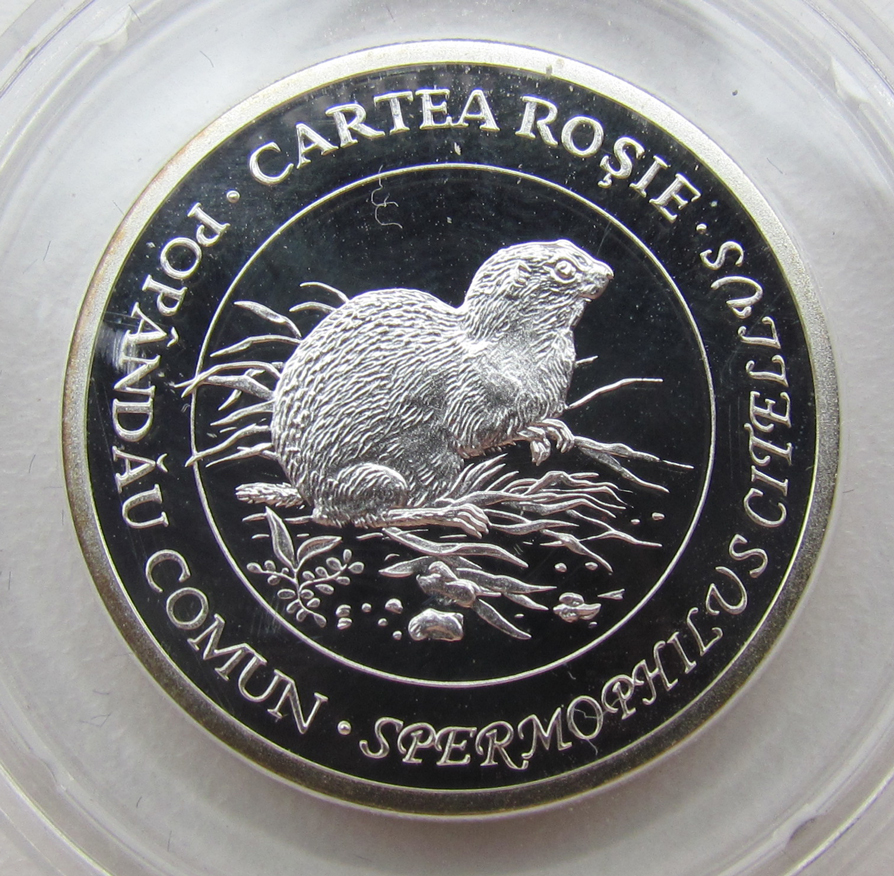 CARTEA ROȘIE
SPERMOPHILUS CITELLUS
POPÂNDĂU COMUN